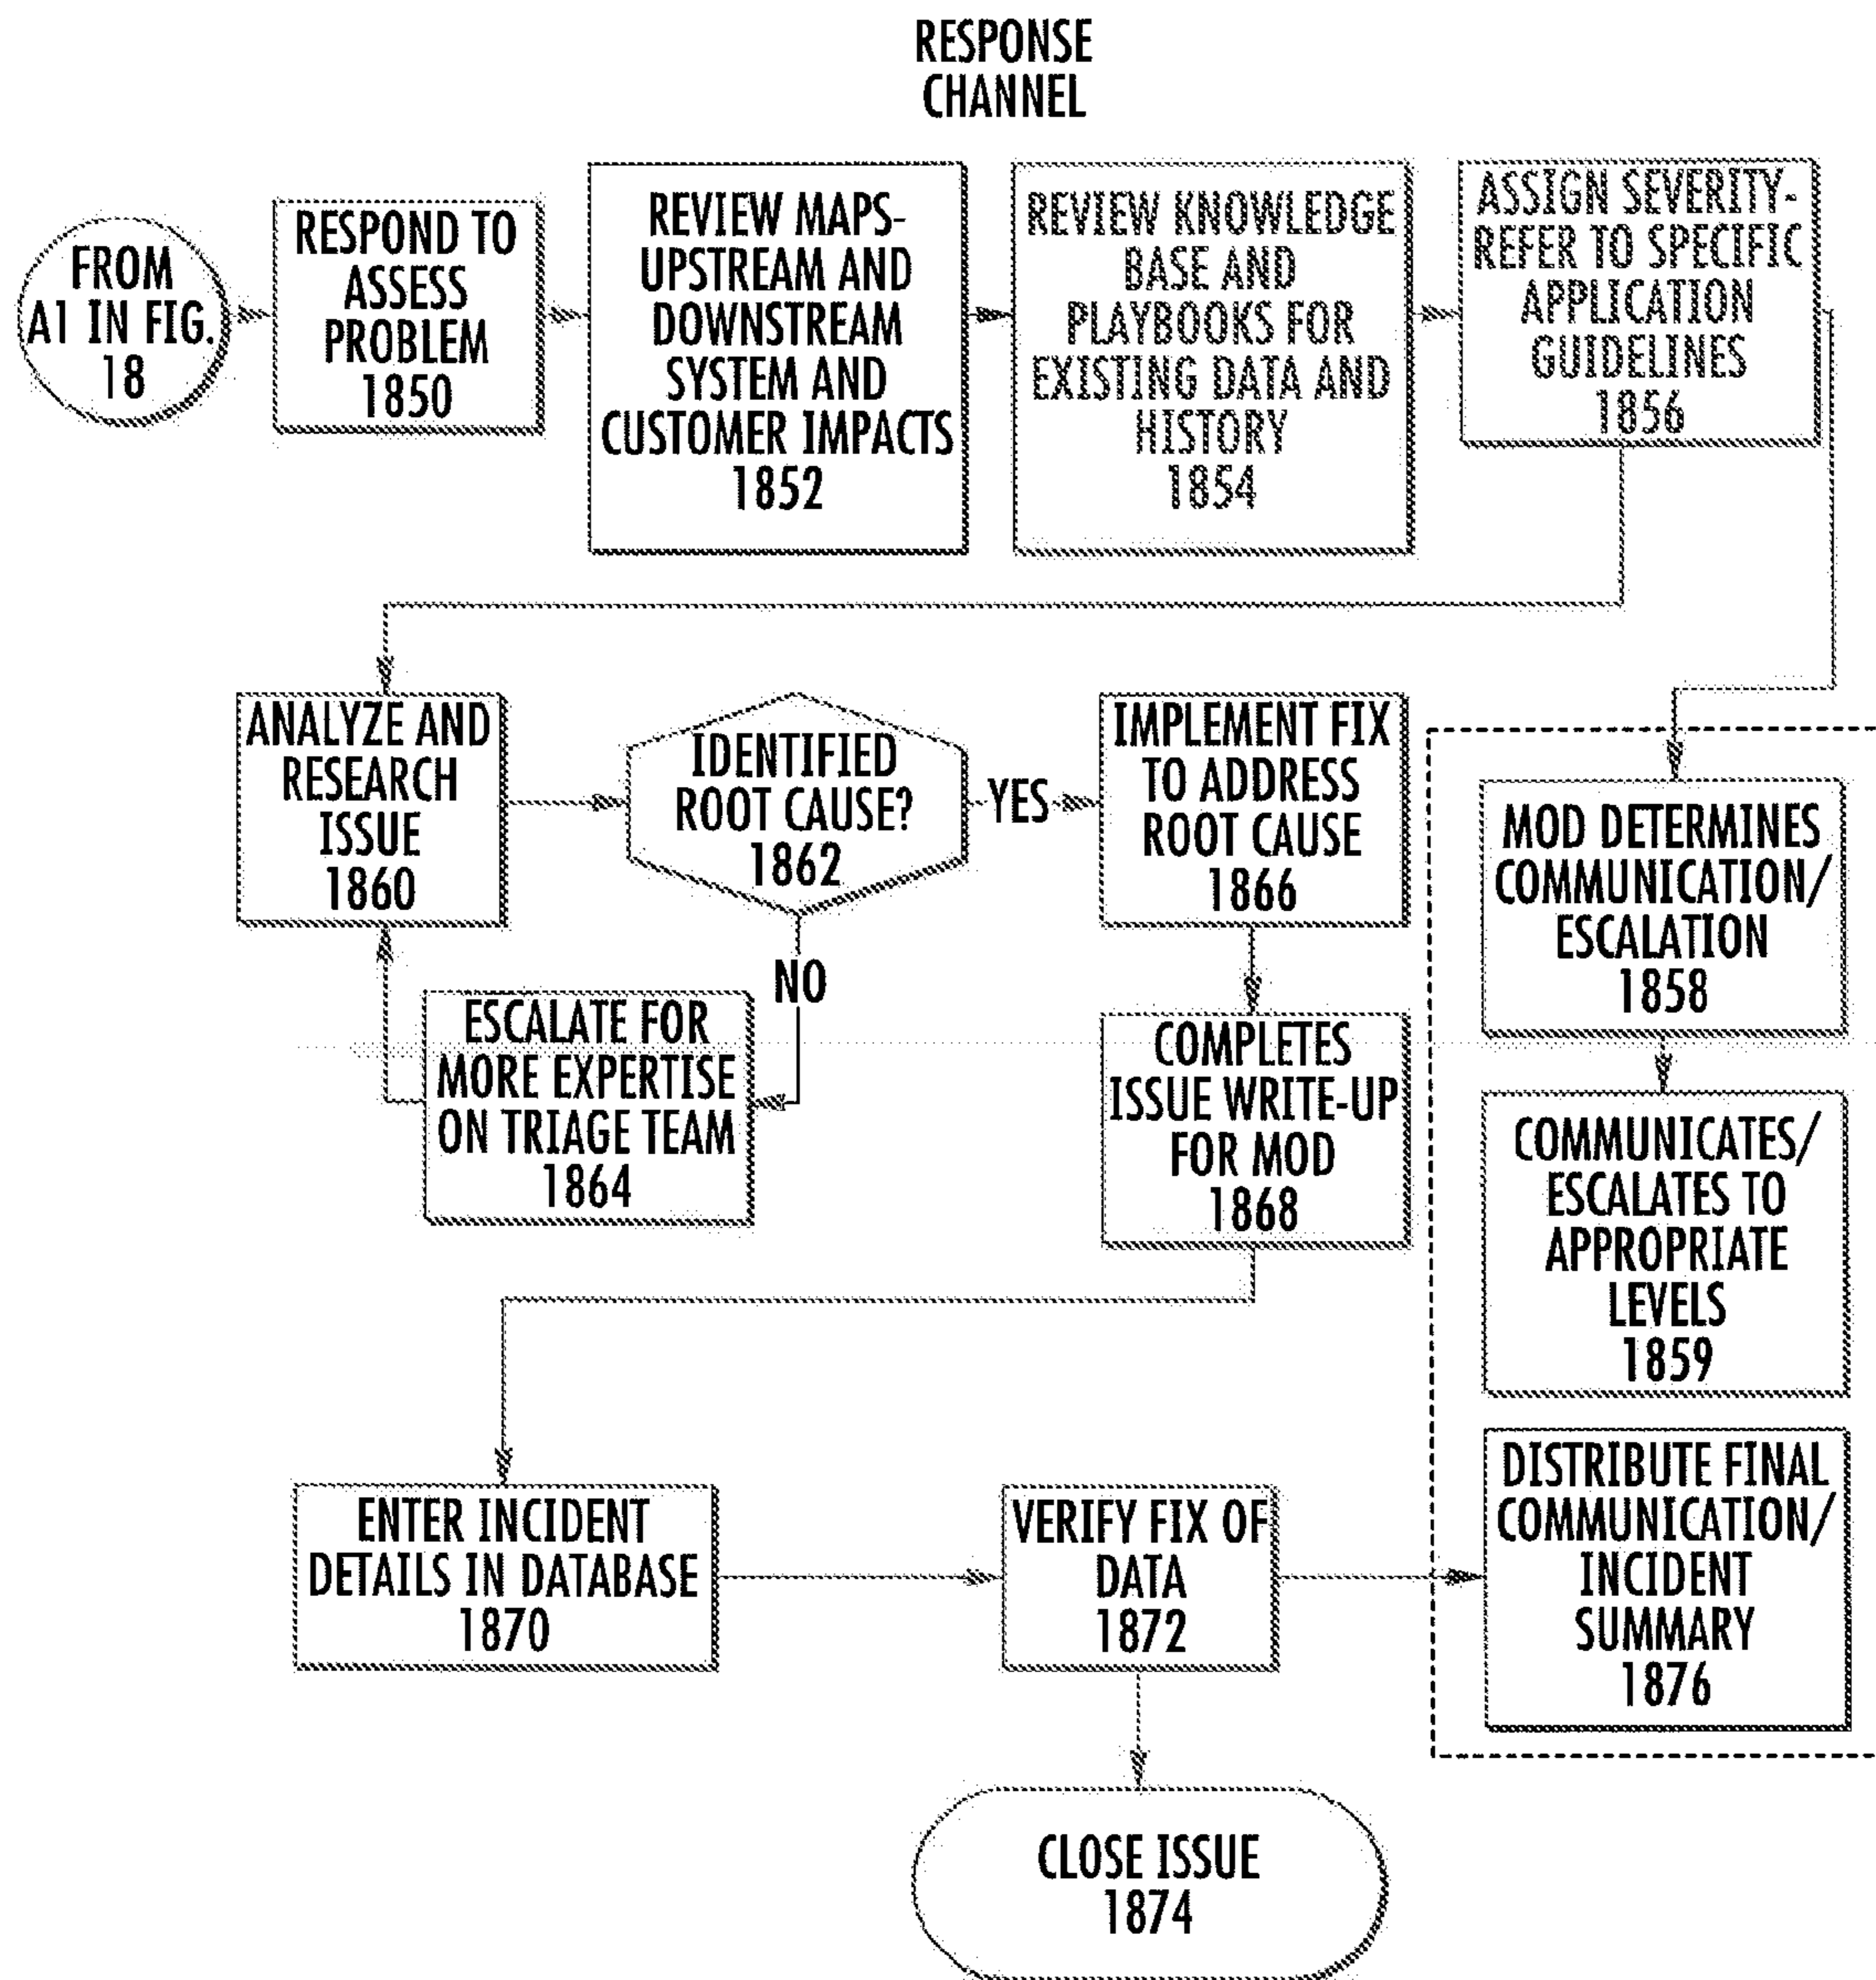 RESPONSE
CHANNEL
FROM
A1 IN FIG.
18
RESPOND TO
ASSESS
PROBLEM
1850
REVIEW MAPS-
UPSTREAM AND
DOWNSTREAM
SYSTEM AND
CUSTOMER IMPACTS
1852
REVIEW KNOWLEDGE
BASE AND
PLAYBOOKS FOR
EXISTING DATA AND
HISTORY
1854
ASSIGN SEVERITY-
REFER TO SPECIFIC
APPLICATION
GUIDELINES
1856
ANALYZE AND
RESEARCH
ISSUE
1860
IDENTIFIED
ROOT CAUSE?
1862
YES
NO
ESCALATE FOR
MORE EXPERTISE
ON TRIAGE TEAM
1864
IMPLEMENT FIX
TO ADDRESS
ROOT CAUSE
1866
COMPLETES
ISSUE WRITE-UP
FOR MOD
1868
MOD DETERMINES
COMMUNICATION/
ESCALATION
1858
COMMUNICATES/
ESCALATES TO
APPROPRIATE
LEVELS
1859
ENTER INCIDENT
DETAILS IN DATABASE
1870
VERIFY FIX OF
DATA
1872
DISTRIBUTE FINAL
COMMUNICATION/
INCIDENT
SUMMARY
1876
CLOSE ISSUE
1874